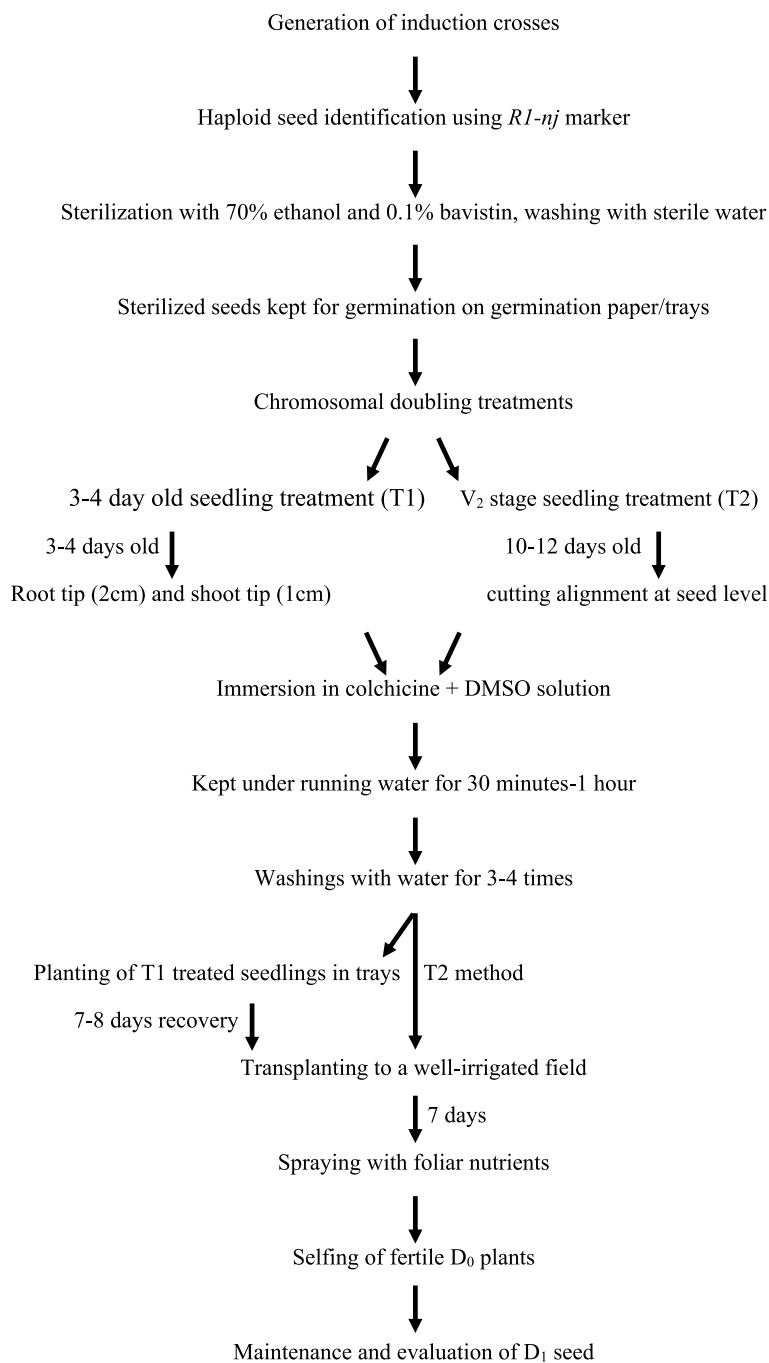 Generation of induction crosses
Haploid seed identification using R1-nj marker
Sterilization with 70% ethanol and 0.1% bavistin, washing with sterile water
Sterilized seeds kept for germination on germination paper/trays
Chromosomal doubling treatments
3-4 day old seedling treatment (T1)
V₂ stage seedling treatment (T2)
3-4 days old
10-12 days old
Root tip (2cm) and shoot tip (1cm)
cutting alignment at seed level
Immersion in colchicine + DMSO solution
Kept under running water for 30 minutes-1 hour
Washings with water for 3-4 times
Planting of T1 treated seedlings in trays
T2 method
7-8 days recovery
Transplanting to a well-irrigated field
7 days
Spraying with foliar nutrients
Selfing of fertile D₀ plants
Maintenance and evaluation of D₁ seed